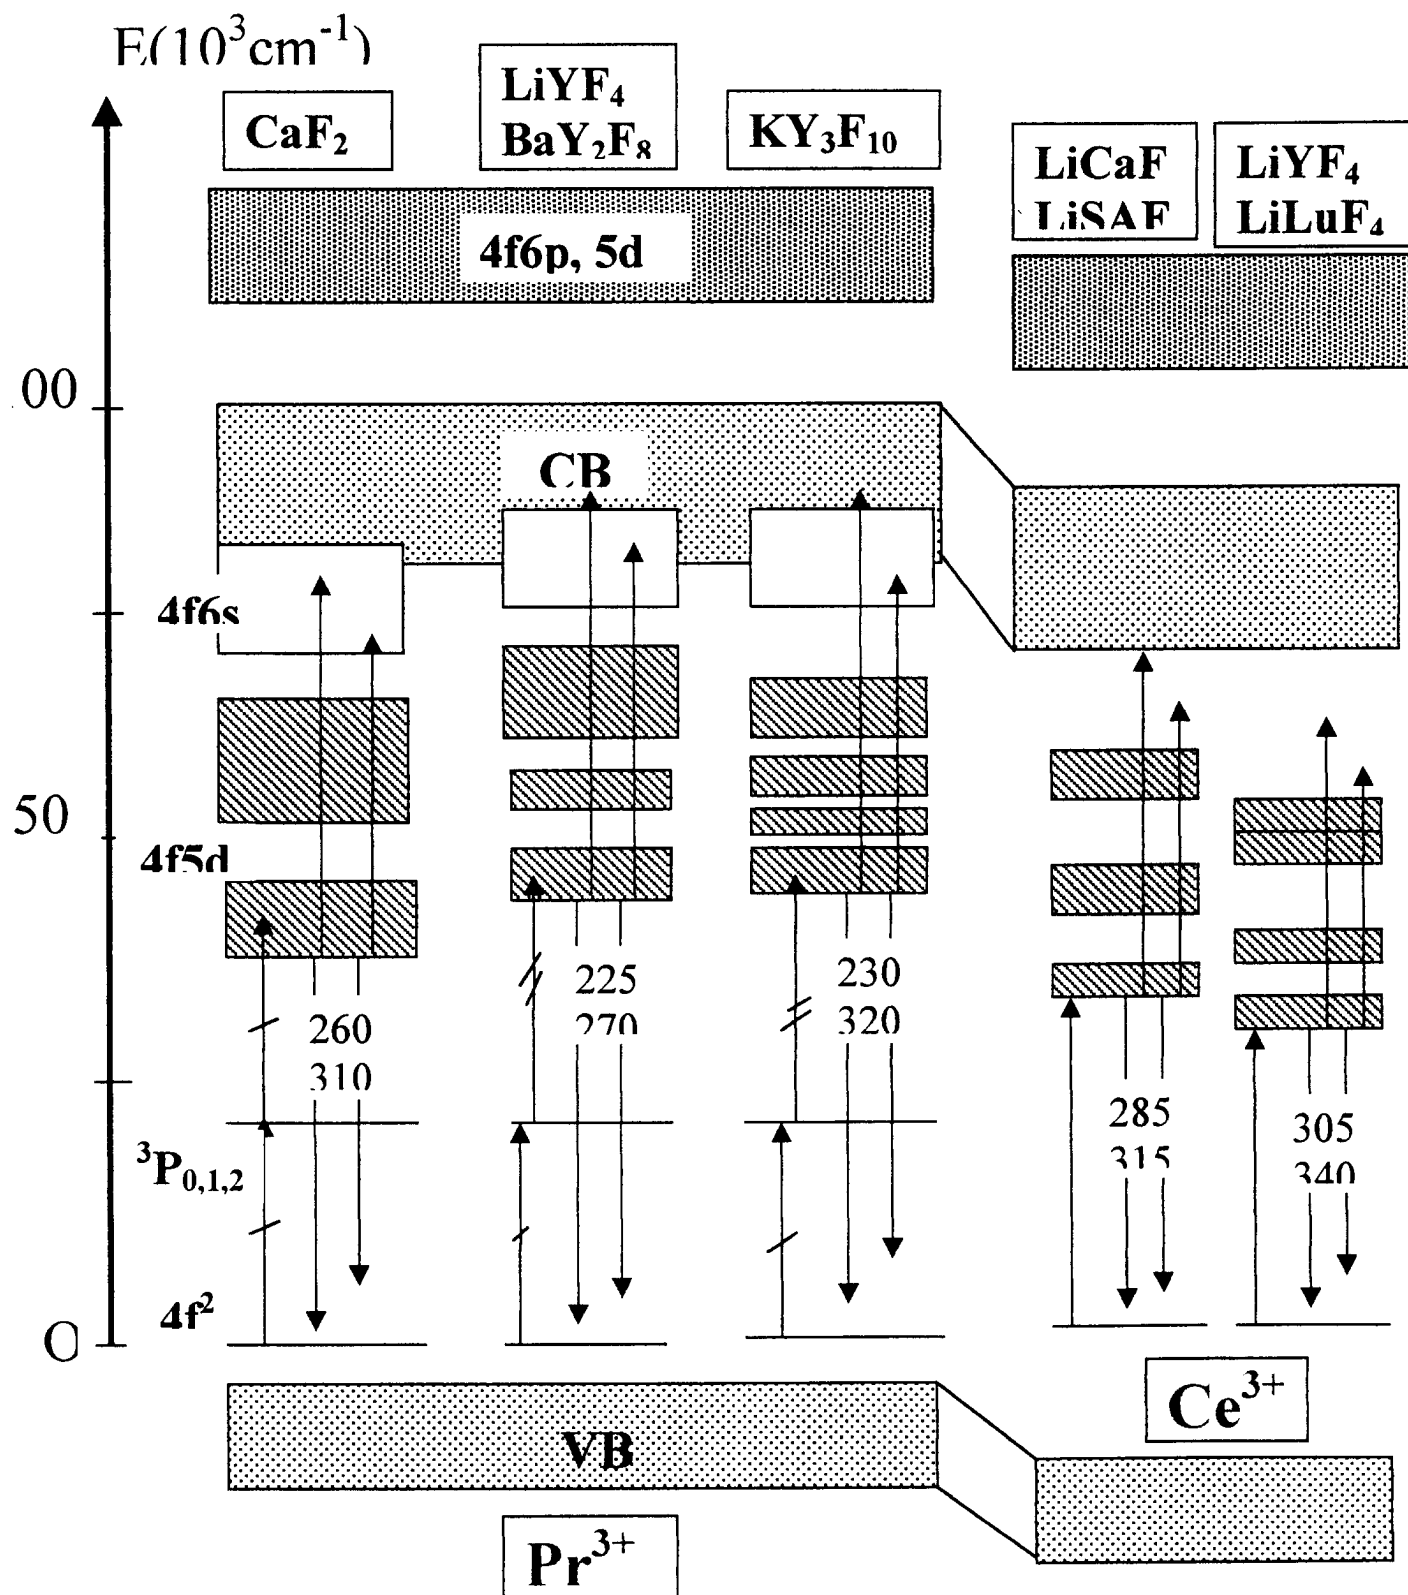 E(10³cm⁻¹)
CaF₂
LiYF₄
BaY₂F₈
KY₃F₁₀
LiCaF
LiSAF
LiYF₄
LiLuF₄
4f6p, 5d
00
CB
4f6s
50
4f5d
260
310
225
270
230
320
285
315
305
340
³P₀,₁,₂
4f²
0
VB
Ce³⁺
Pr³⁺